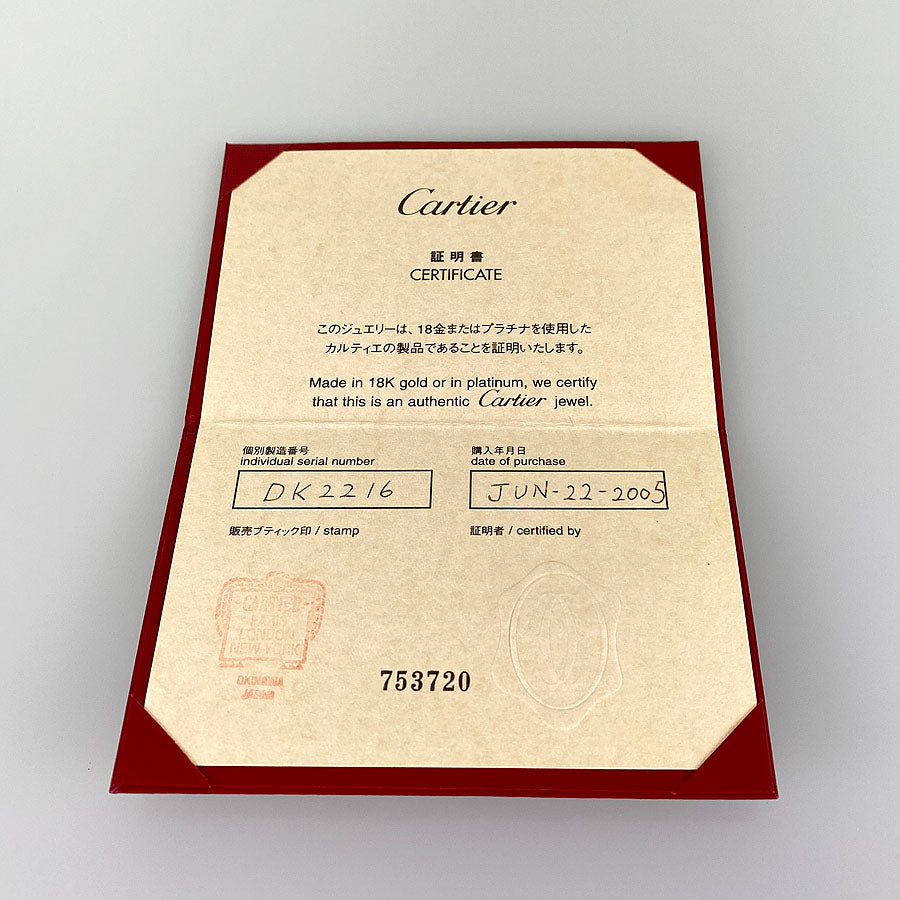 Cartier
証明書
CERTIFICATE
このジュエリーは、18金またはプラチナを使用した
カルティエの製品であることを証明いたします。
Made in 18K gold or in platinum, we certify
that this is an authentic Cartier jewel.
個別製造番号
individual serial number
DK2216
購入年月日
date of purchase
JUN-22-2005
販売ブティック印 / stamp
証明者 / certified by
CARTIER
PARIS
LONDON
NEW YORK
OKINAWA
JAPAN
753720